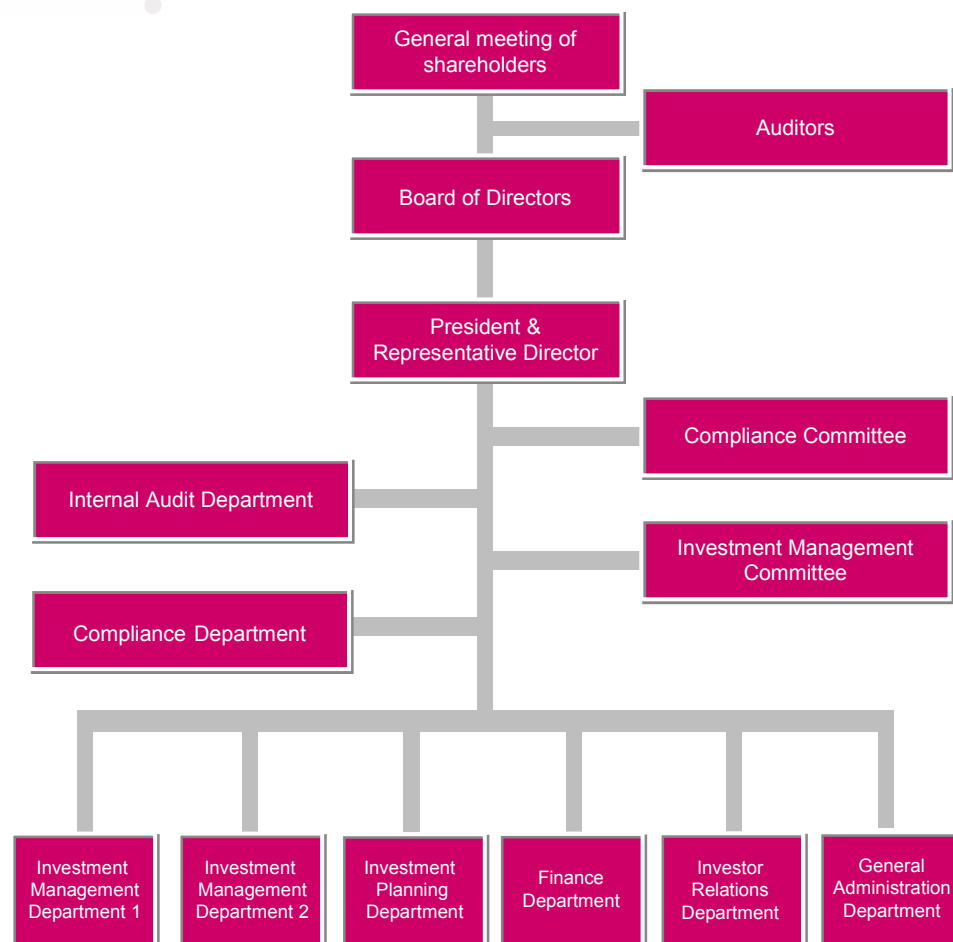 General meeting of
shareholders
Auditors
Board of Directors
President &
Representative Director
Compliance Committee
Internal Audit Department
Investment Management
Committee
Compliance Department
Investment
Management
Department 1
Investment
Management
Department 2
Investment
Planning
Department
Finance
Department
Investor
Relations
Department
General
Administration
Department